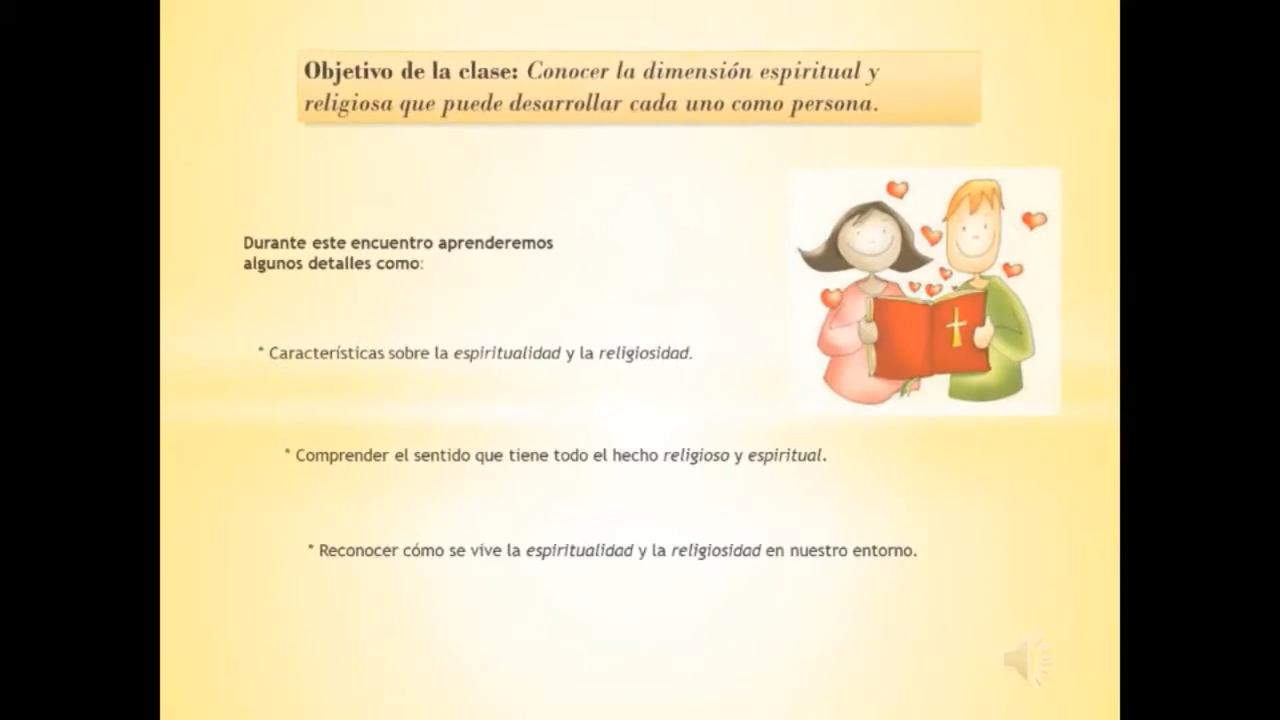 Objetivo de la clase: Conocer la dimensión espiritual y
religiosa que puede desarrollar cada uno como persona.
Durante este encuentro aprenderemos
algunos detalles como:
* Características sobre la espiritualidad y la religiosidad.
* Comprender el sentido que tiene todo el hecho religioso y espiritual.
* Reconocer cómo se vive la espiritualidad y la religiosidad en nuestro entorno.